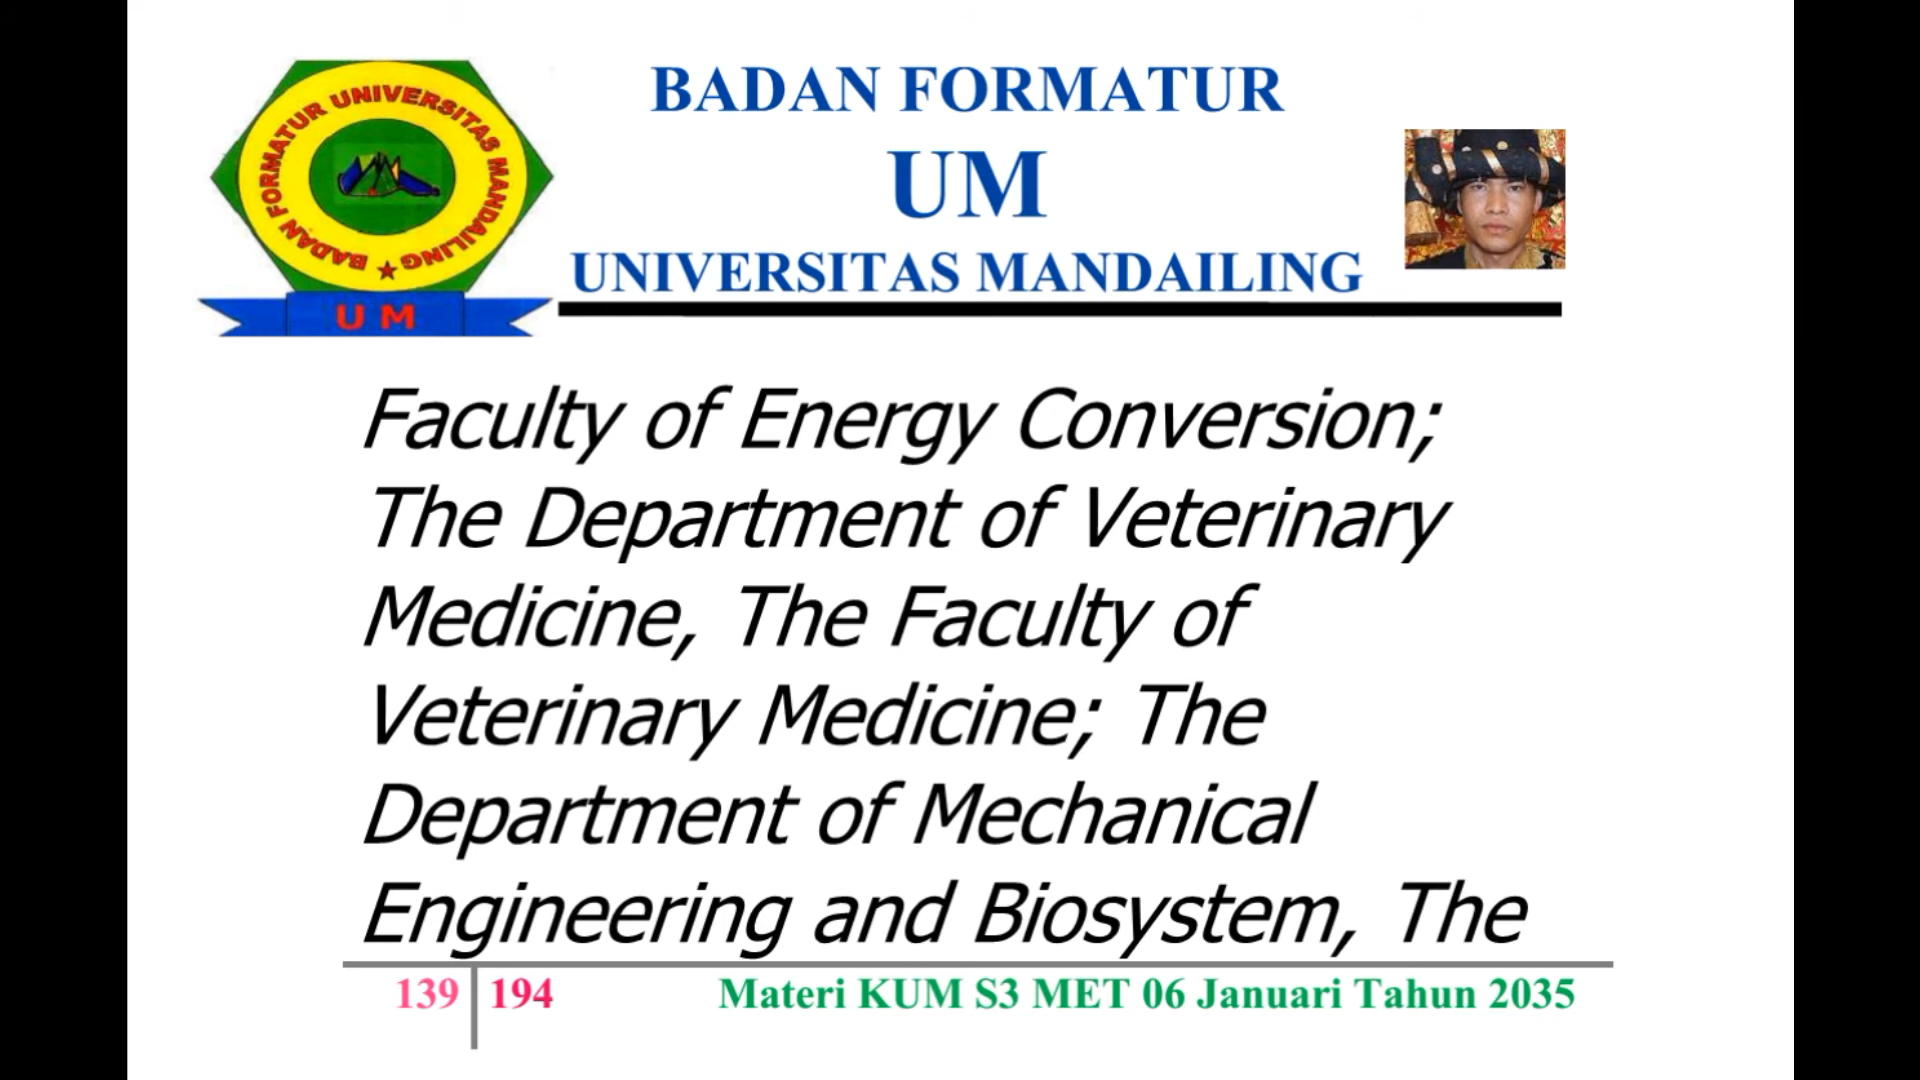 BADAN FORMATUR UNIVERSITAS MANDAILING
U M
BADAN FORMATUR
UM
UNIVERSITAS MANDAILING
Faculty of Energy Conversion;
The Department of Veterinary
Medicine, The Faculty of
Veterinary Medicine; The
Department of Mechanical
Engineering and Biosystem, The
139 194 Materi KUM S3 MET 06 Januari Tahun 2035